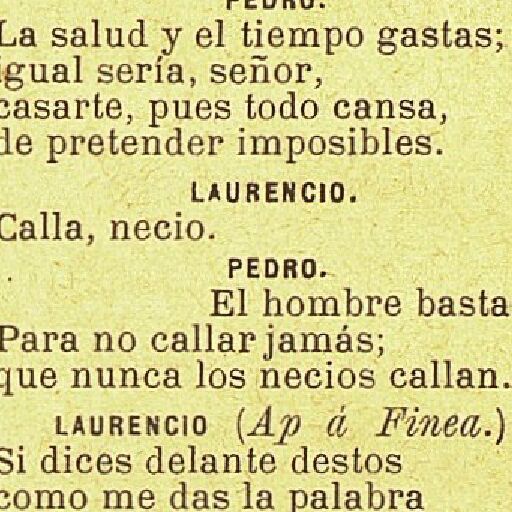 PEDRO.
La salud y el tiempo gastas;
igual sería, señor,
casarte, pues todo cansa,
de pretender imposibles.
LAURENCIO.
Calla, necio.
PEDRO.
El hombre basta
Para no callar jamás;
que nunca los necios callan.
LAURENCIO (Ap á Finea.)
Si dices delante destos
como me das la palabra